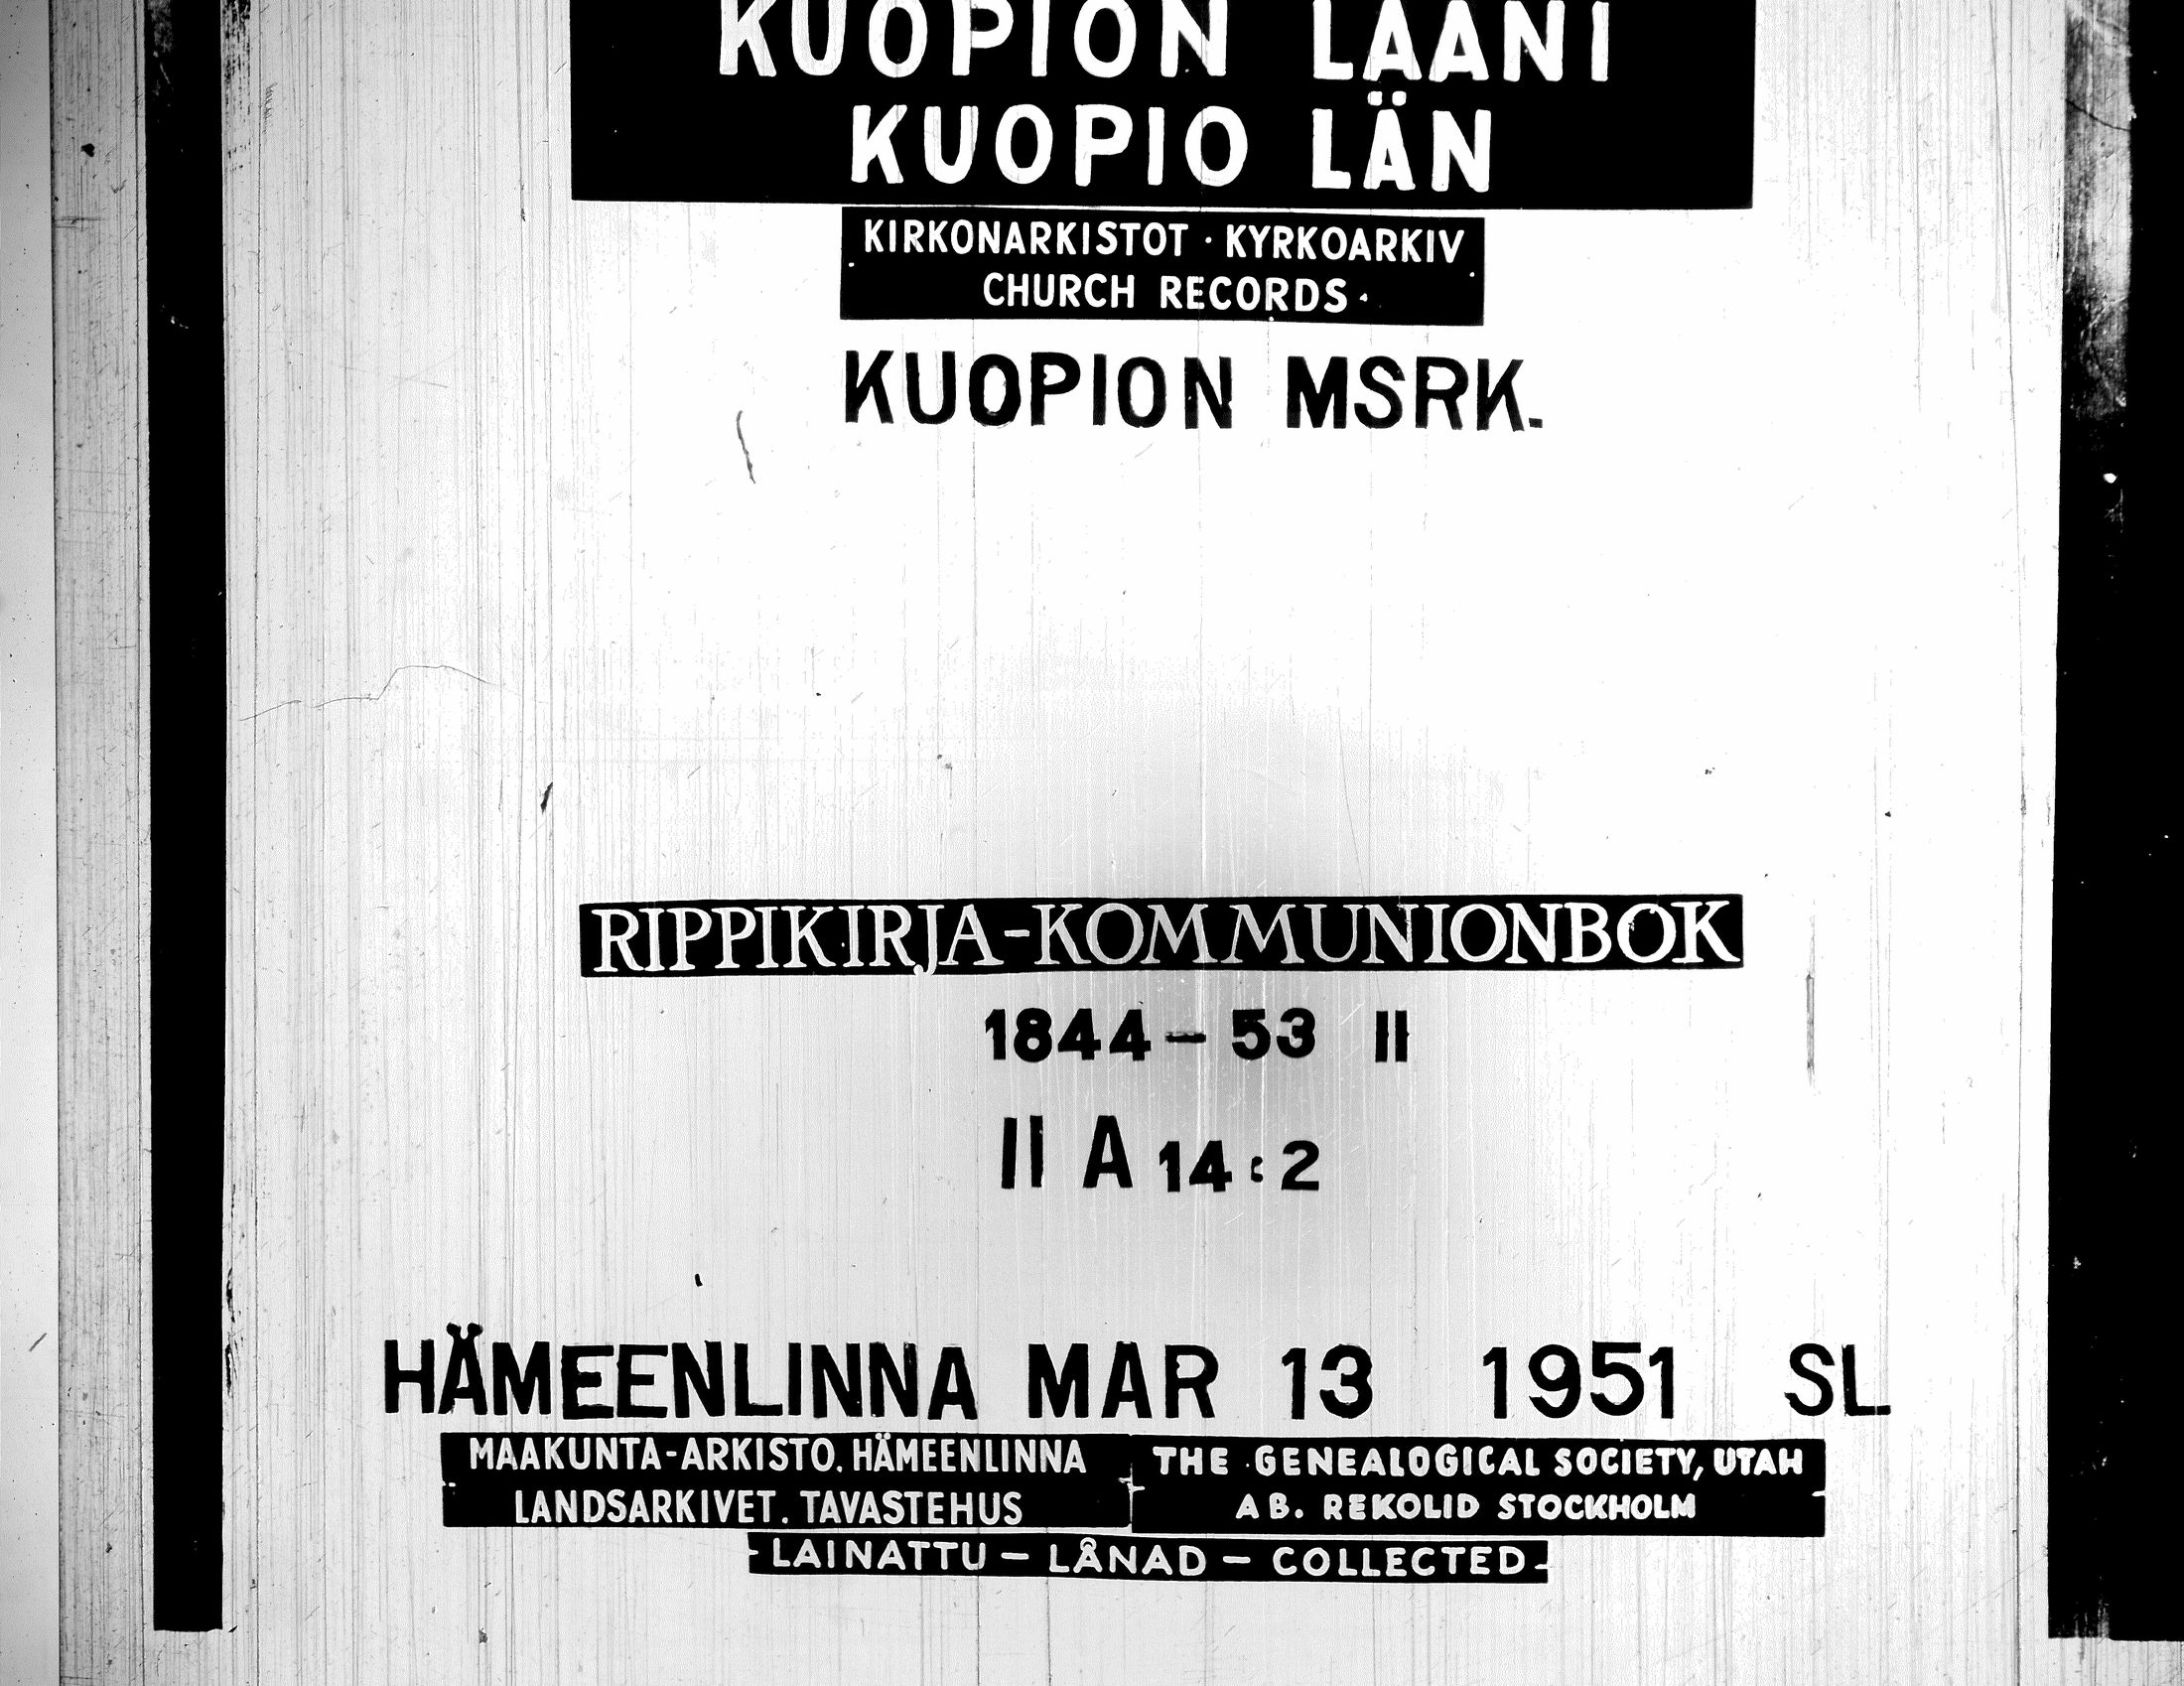 KUOPION LÄÄNI
KUOPIO LÄN
KIRKONARKISTOT · KYRKOARKIV
CHURCH RECORDS ·
KUOPION MSRK.
RIPPIKIRJA-KOMMUNIONBOK
1844 - 53 II
II A 14:2
HÄMEENLINNA MAR 13 1951 SL
MAAKUNTA-ARKISTO. HÄMEENLINNA
LANDSARKIVET. TAVASTEHUS
THE GENEALOGICAL SOCIETY, UTAH
AB. REKOLID STOCKHOLM
- LAINATTU - LÅNAD - COLLECTED -